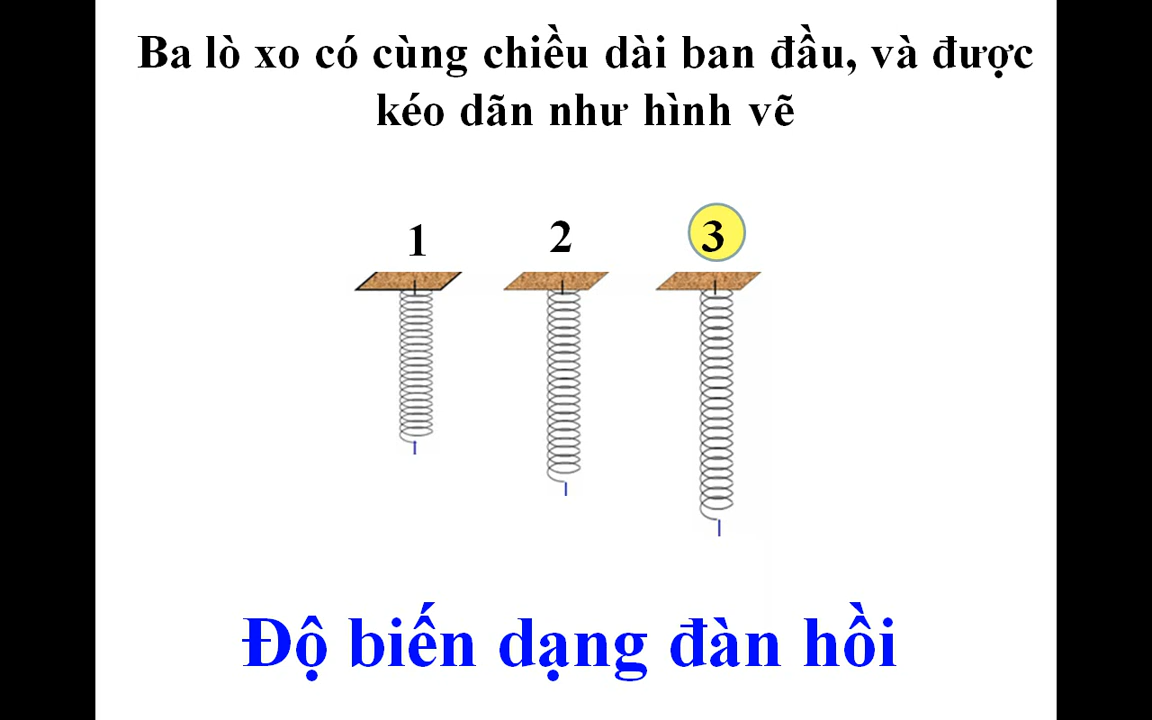 Ba lò xo có cùng chiều dài ban đầu, và được
kéo dãn như hình vẽ
1 2 3
Độ biến dạng đàn hồi